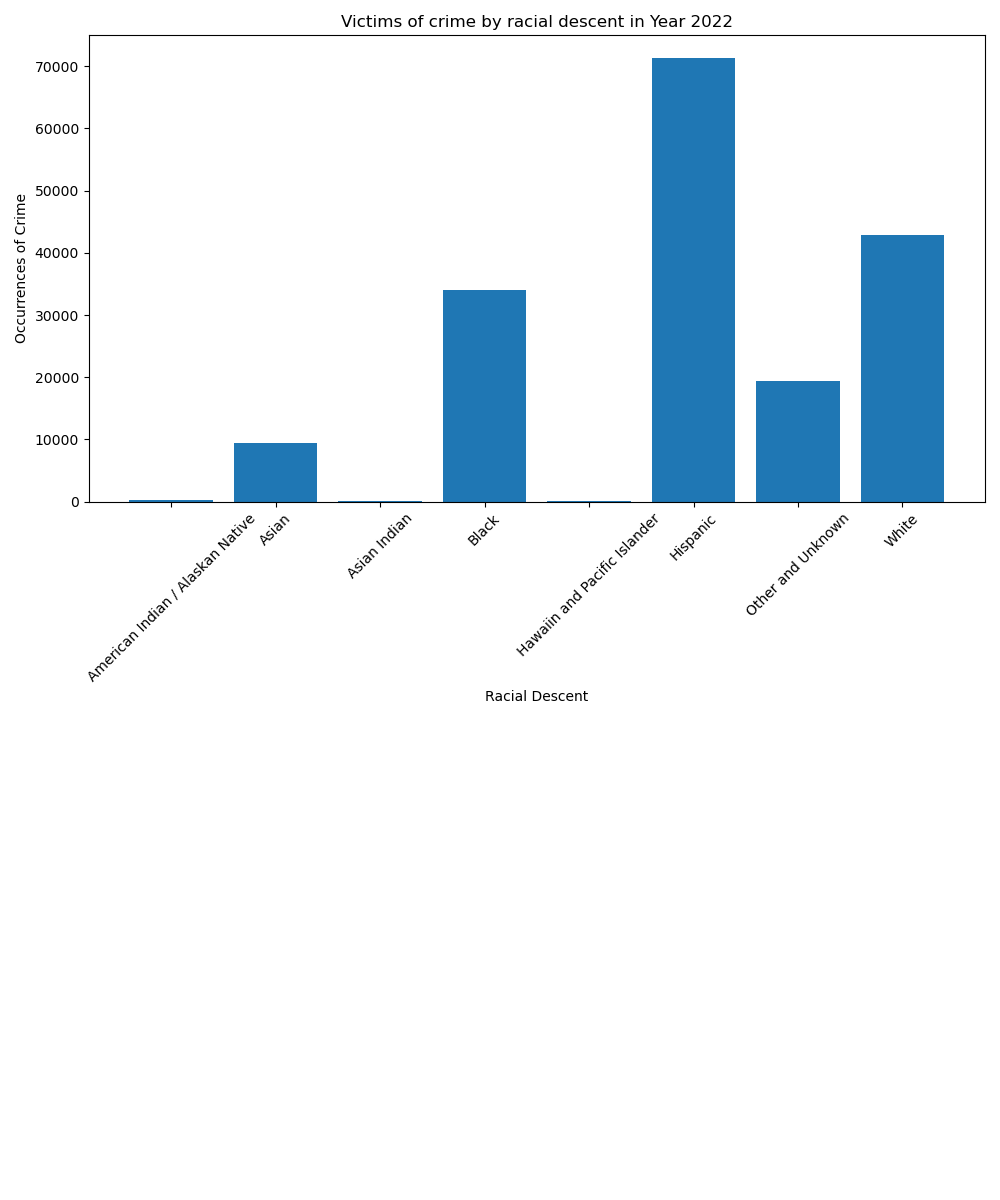 Victims of crime by racial descent in Year 2022
Occurrences of Crime
70000
60000
50000
40000
30000
20000
10000
0
American Indian / Alaskan Native
Asian
Asian Indian
Black
Hawaiin and Pacific Islander
Hispanic
Other and Unknown
White
Racial Descent